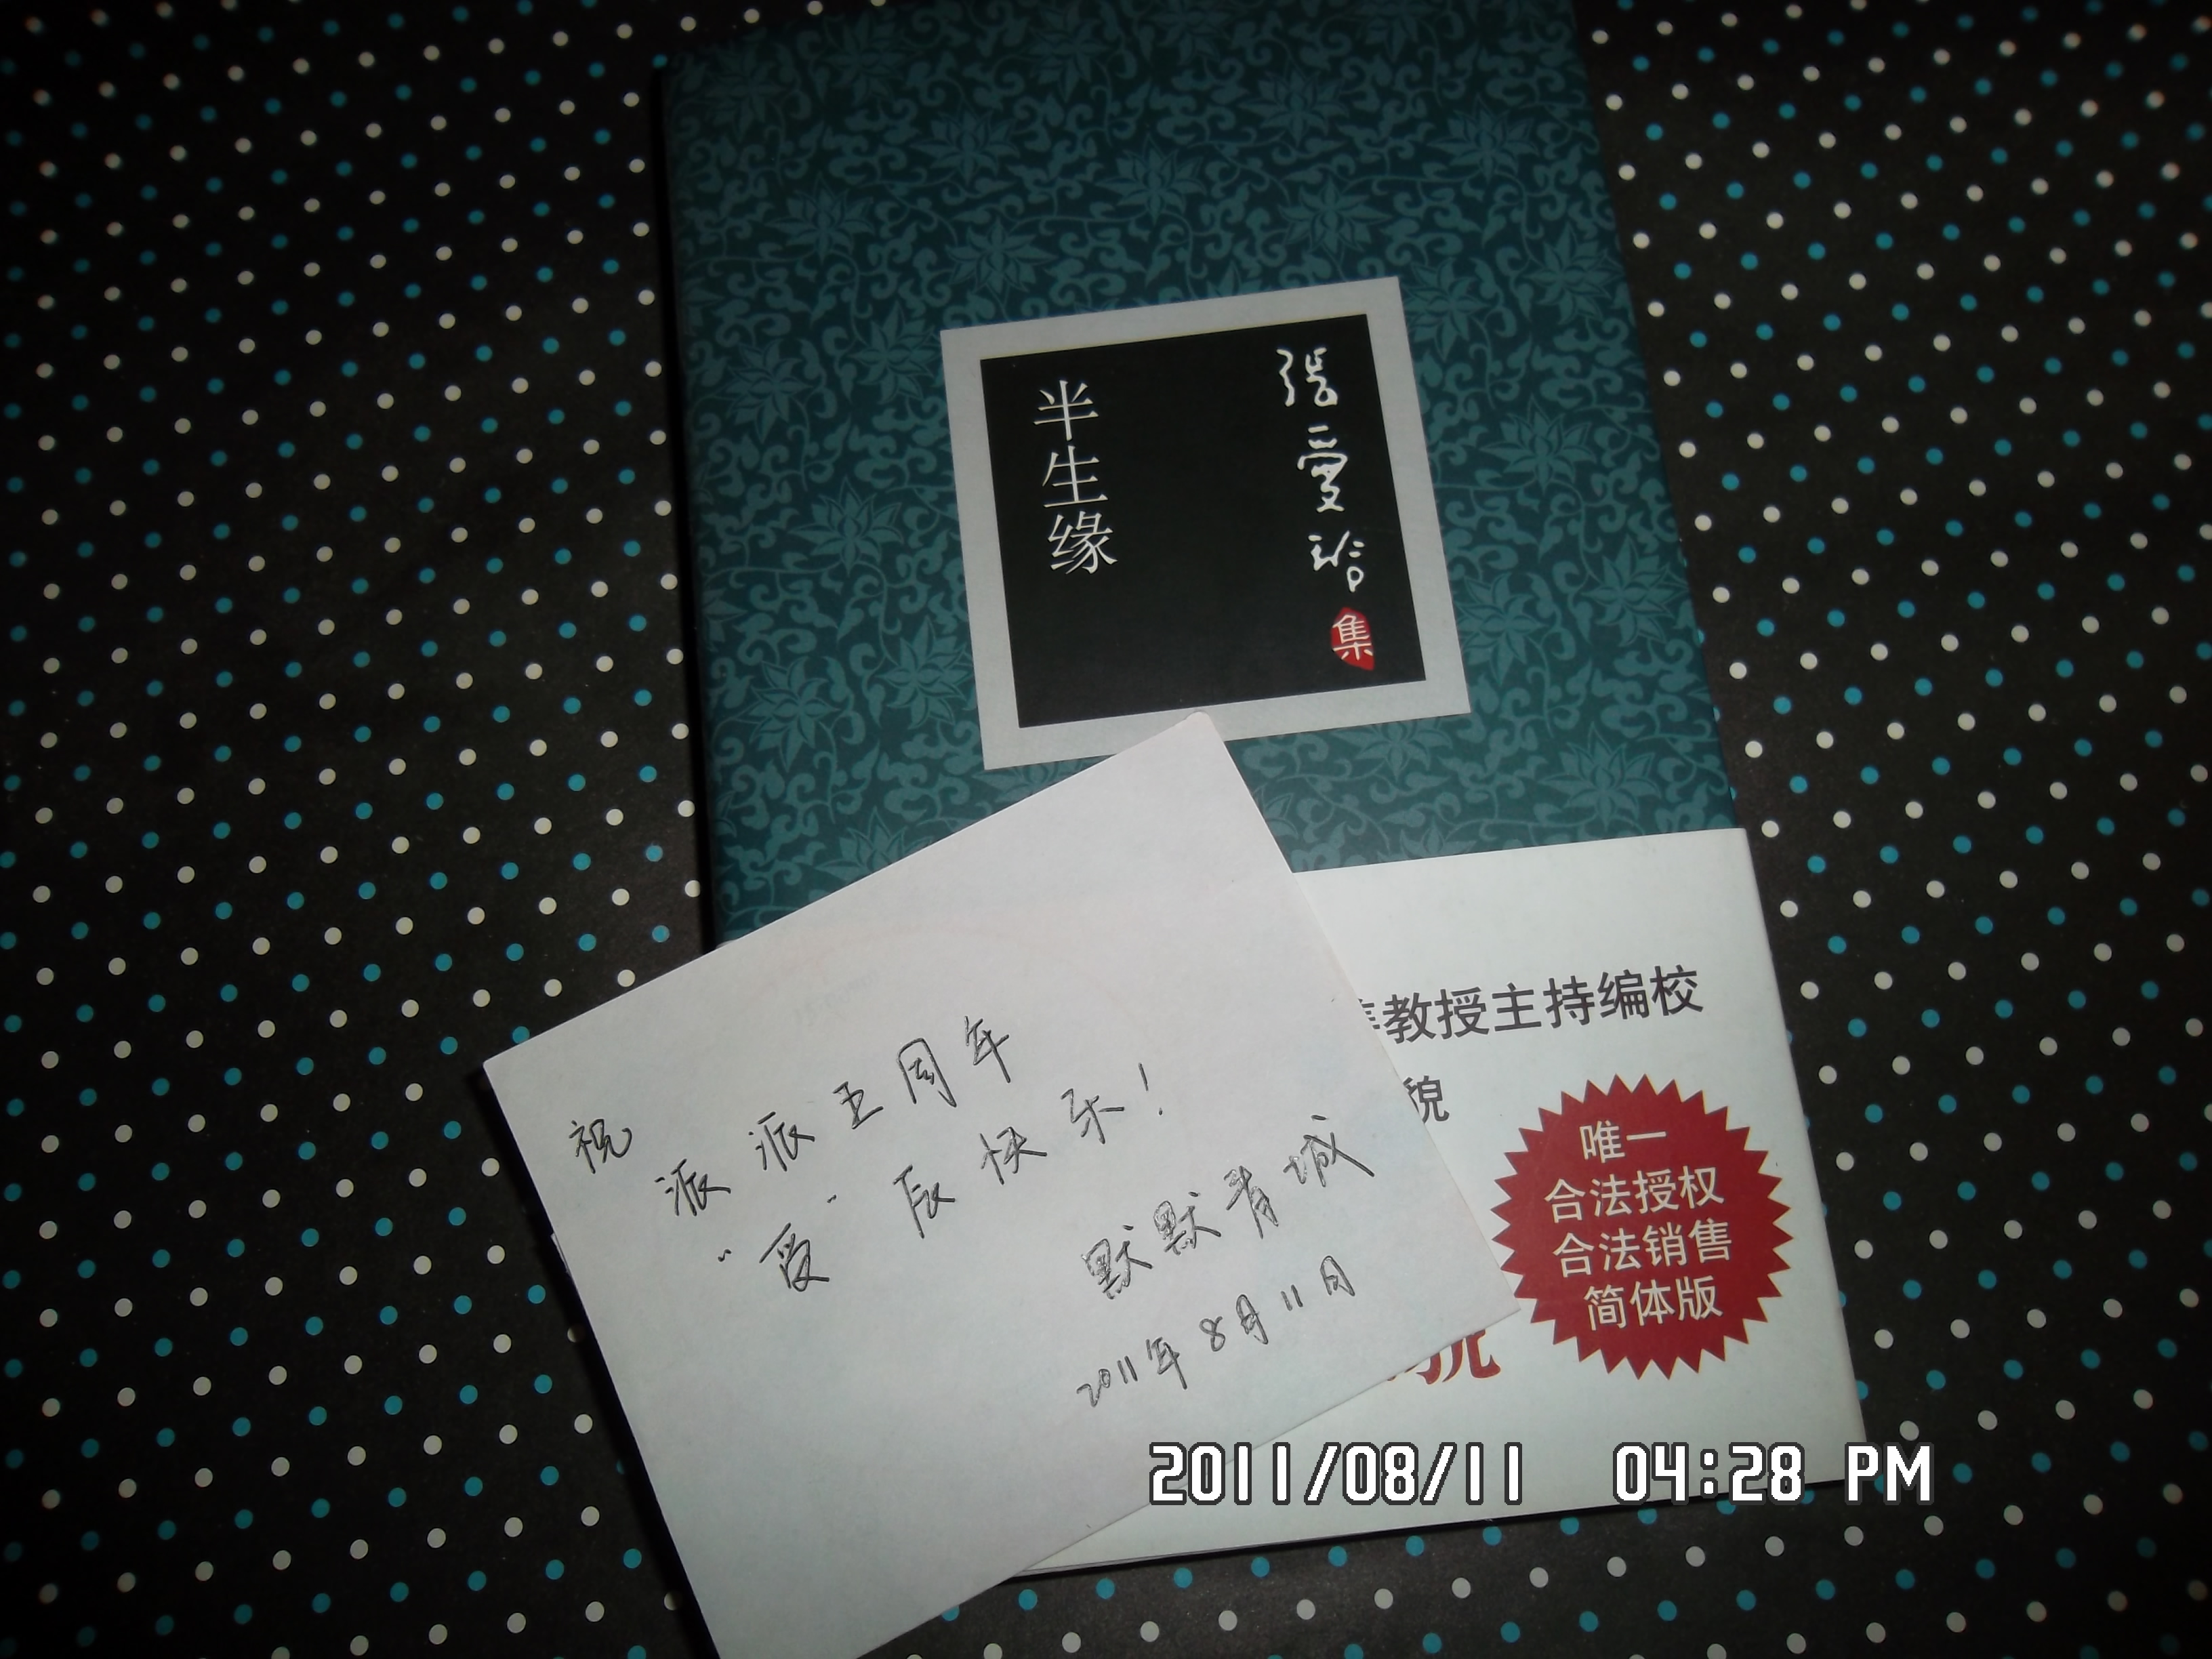 张爱玲
集
半生缘
教授主持编校
貌
唯一
合法授权
合法销售
简体版
祝
派派五周年
“爱”辰快乐！
默默青城
2011年8月11日
2011/08/11 04:28 PM